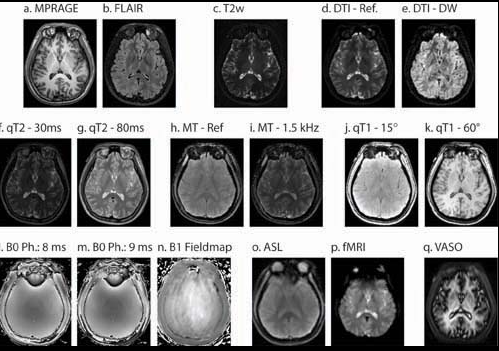 a. MPRAGE b. FLAIR c. T2w d. DTI - Ref. e. DTI - DW
f. qT2 - 30ms g. qT2 - 80ms h. MT - Ref i. MT - 1.5 kHz j. qT1 - 15° k. qT1 - 60°
. B0 Ph.: 8 ms m. B0 Ph.: 9 ms n. B1 Fieldmap o. ASL p. fMRI q. VASO